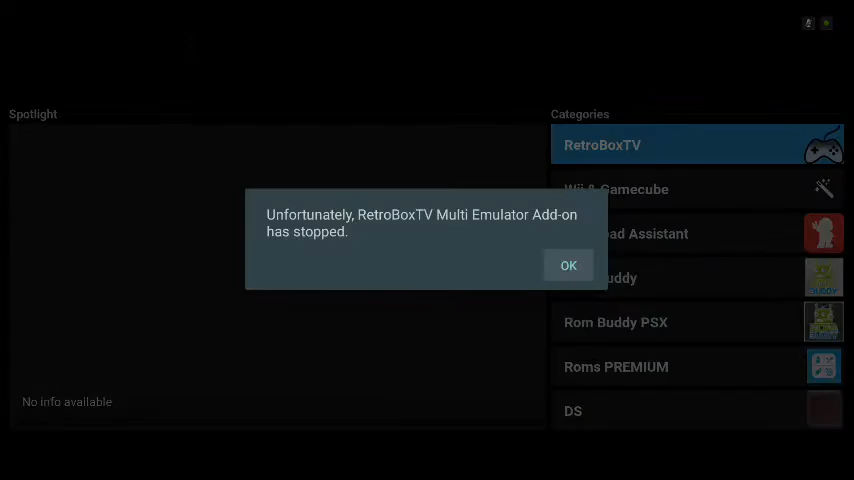 Spotlight
Categories
RetroBoxTV
Wii & Gamecube
Unfortunately, RetroBoxTV Multi Emulator Add-on
has stopped.
Assistant
OK
Rom Buddy PSX
BUDDY
Roms PREMIUM
No info available
DS